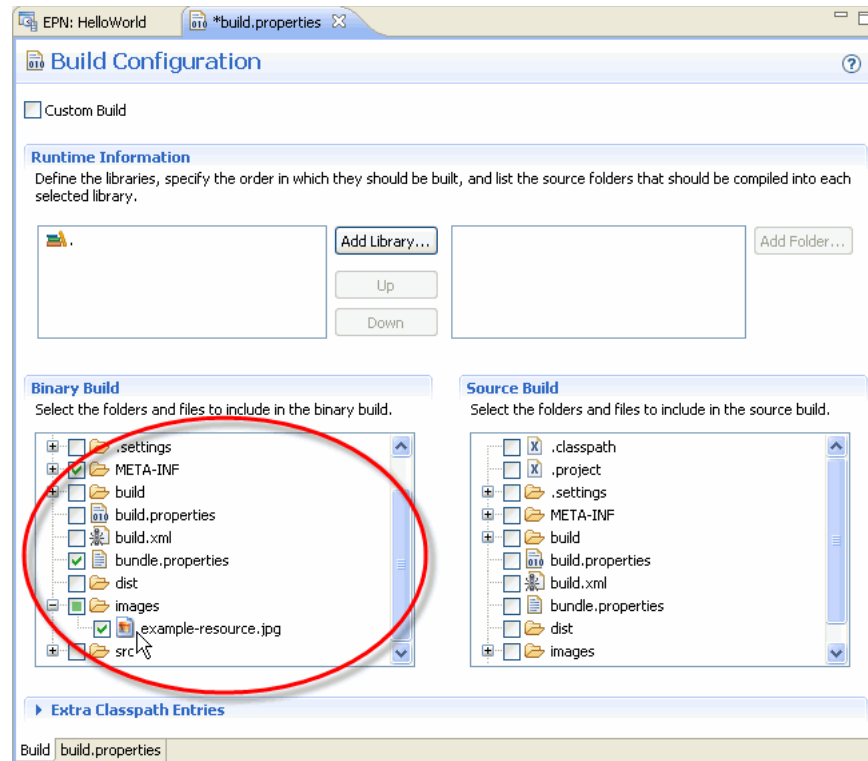 EPN: HelloWorld
*build.properties
Build Configuration
Custom Build
Runtime Information
Define the libraries, specify the order in which they should be built, and list the source folders that should be compiled into each
selected library.
.
Add Library...
Add Folder...
Up
Down
Binary Build
Select the folders and files to include in the binary build.
.settings
META-INF
build
build.properties
build.xml
bundle.properties
dist
images
example-resource.jpg
src
Source Build
Select the folders and files to include in the source build.
.classpath
.project
.settings
META-INF
build
build.properties
build.xml
bundle.properties
dist
images
Extra Classpath Entries
Build
build.properties